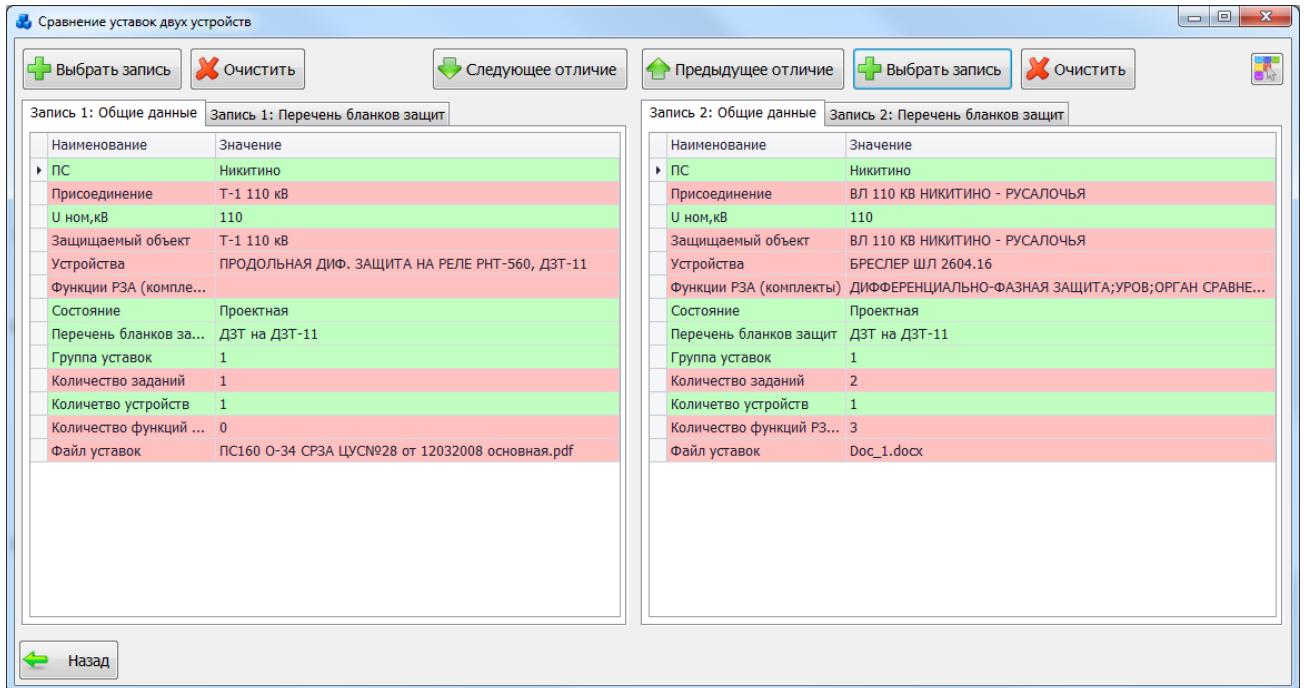 Сравнение уставок двух устройств
Выбрать запись Очистить Следующее отличие Предыдущее отличие Выбрать запись Очистить
Запись 1: Общие данные Запись 1: Перечень бланков защит
Наименование Значение
ПС Никитино
Присоединение Т-1 110 кВ
U ном,кВ 110
Защищаемый объект Т-1 110 кВ
Устройства ПРОДОЛЬНАЯ ДИФ. ЗАЩИТА НА РЕЛЕ РНТ-560, ДЗТ-11
Функции РЗА (компле...
Состояние Проектная
Перечень бланков за... ДЗТ на ДЗТ-11
Группа уставок 1
Количество заданий 1
Количетво устройств 1
Количество функций ... 0
Файл уставок ПС160 О-34 СРЗА ЦУС№28 от 12032008 основная.pdf
Запись 2: Общие данные Запись 2: Перечень бланков защит
Наименование Значение
ПС Никитино
Присоединение ВЛ 110 КВ НИКИТИНО - РУСАЛОЧЬЯ
U ном,кВ 110
Защищаемый объект ВЛ 110 КВ НИКИТИНО - РУСАЛОЧЬЯ
Устройства БРЕСЛЕР ШЛ 2604.16
Функции РЗА (комплекты) ДИФФЕРЕНЦИАЛЬНО-ФАЗНАЯ ЗАЩИТА;УРОВ;ОРГАН СРАВНЕ...
Состояние Проектная
Перечень бланков защит ДЗТ на ДЗТ-11
Группа уставок 1
Количество заданий 2
Количетво устройств 1
Количество функций РЗ... 3
Файл уставок Doc_1.docx
Назад